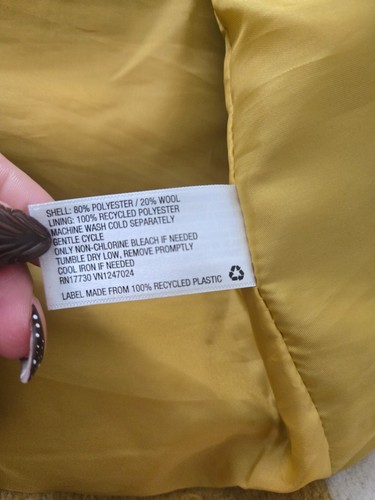 SHELL: 80% POLYESTER / 20% WOOL
LINING: 100% RECYCLED POLYESTER
MACHINE WASH COLD SEPARATELY
GENTLE CYCLE
ONLY NON-CHLORINE BLEACH IF NEEDED
TUMBLE DRY LOW, REMOVE PROMPTLY
COOL IRON IF NEEDED
RN17730 VN1247024
LABEL MADE FROM 100% RECYCLED PLASTIC